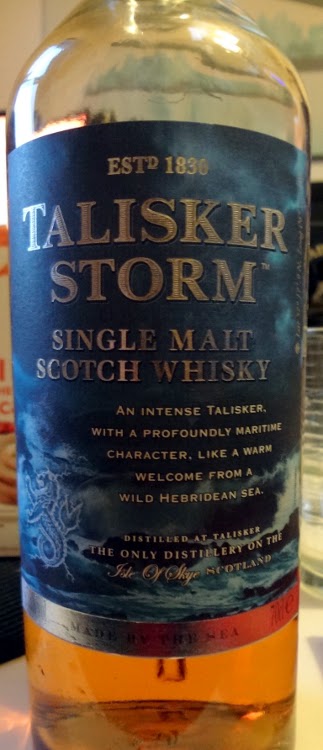 ESTD 1830
TALISKER
STORM™
SINGLE MALT
SCOTCH WHISKY
AN INTENSE TALISKER,
WITH A PROFOUNDLY MARITIME
CHARACTER, LIKE A WARM
WELCOME FROM A
WILD HEBRIDEAN SEA.
DISTILLED AT TALISKER
THE ONLY DISTILLERY ON THE
Isle Of Skye SCOTLAND
MADE BY THE SEA